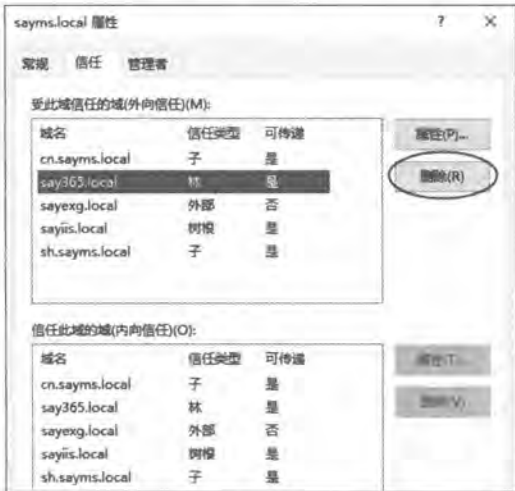 sayms.local 属性 ? ×
常规 信任 管理者
受此域信任的域(外向信任)(M):
域名 信任类型 可传递 属性(P)...
cn.sayms.local 子 是
say365.local 林 是 删除(R)
sayexg.local 外部 否
sayiis.local 树根 是
sh.sayms.local 子 是
信任此域的域(内向信任)(O):
域名 信任类型 可传递 属性(T)...
cn.sayms.local 子 是
say365.local 林 是 删除(V)
sayexg.local 外部 否
sayiis.local 树根 是
sh.sayms.local 子 是